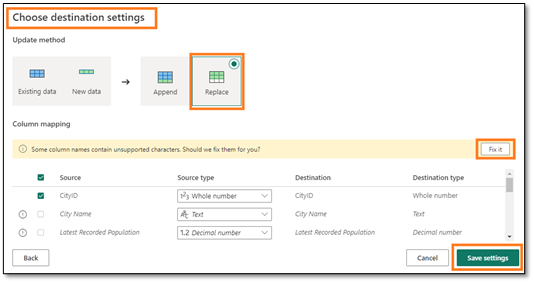 Choose destination settings
Update method
Existing data New data Append Replace
Column mapping
Some column names contain unsupported characters. Should we fix them for you? Fix it
Source Source type Destination Destination type
CityID 123 Whole number CityID Whole number
City Name Text City Name Text
Latest Recorded Population 1.2 Decimal number Latest Recorded Population Decimal number
Back Cancel Save settings